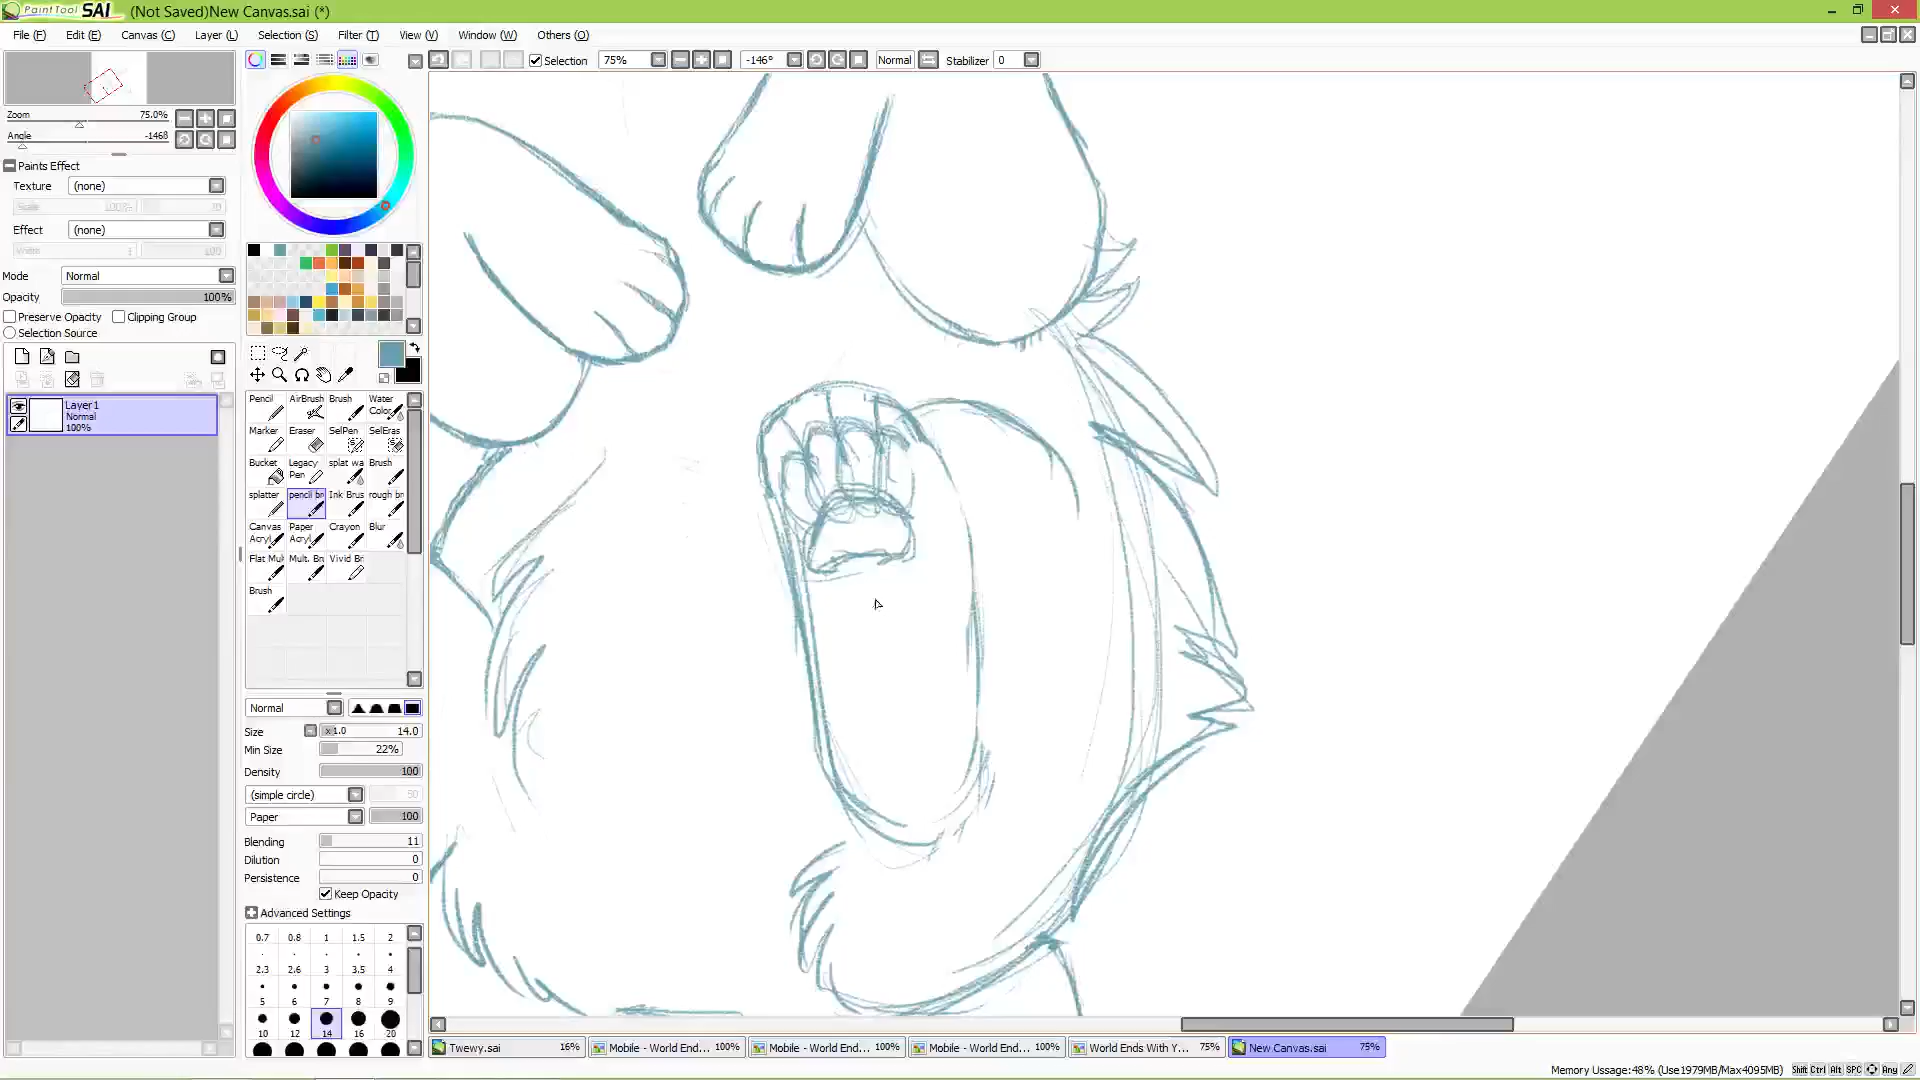 PaintTool SAI (Not Saved)New Canvas.sai (*)
File (F) Edit (E) Canvas (C) Layer (L) Selection (S) Filter (T) View (V) Window (W) Others (O)
Selection 75% -146° Normal Stabilizer 0
Zoom 75.0%
Angle -146θ
Paints Effect
Texture (none)
Scale 100%
Effect (none)
Width 1 100
Mode Normal
Opacity 100%
Preserve Opacity Clipping Group
Selection Source
Layer1
Normal
100%
Pencil AirBrush Brush Water Color
Marker Eraser SelPen SelEras
Bucket Legacy Pen splat wa Brush
splatter pencil br Ink Brus rough br
Canvas Acryl Paper Acryl Crayon Blur
Flat Mul Mult. Br Vivid Br
Brush
Normal
Size x1.0 14.0
Min Size 22%
Density 100
(simple circle) 50
Paper 100
Blending 11
Dilution 0
Persistence 0
Keep Opacity
Advanced Settings
0.7 0.8 1 1.5 2
2.3 2.6 3 3.5 4
5 6 7 8 9
10 12 14 16 20
Twewy.sai 16% Mobile - World End... 100% Mobile - World End... 100% Mobile - World End... 100% World Ends With Y... 75% New Canvas.sai 75%
Memory Ussage:48% (Use1979MB/Max4095MB) Shift Ctrl Alt SPC Any